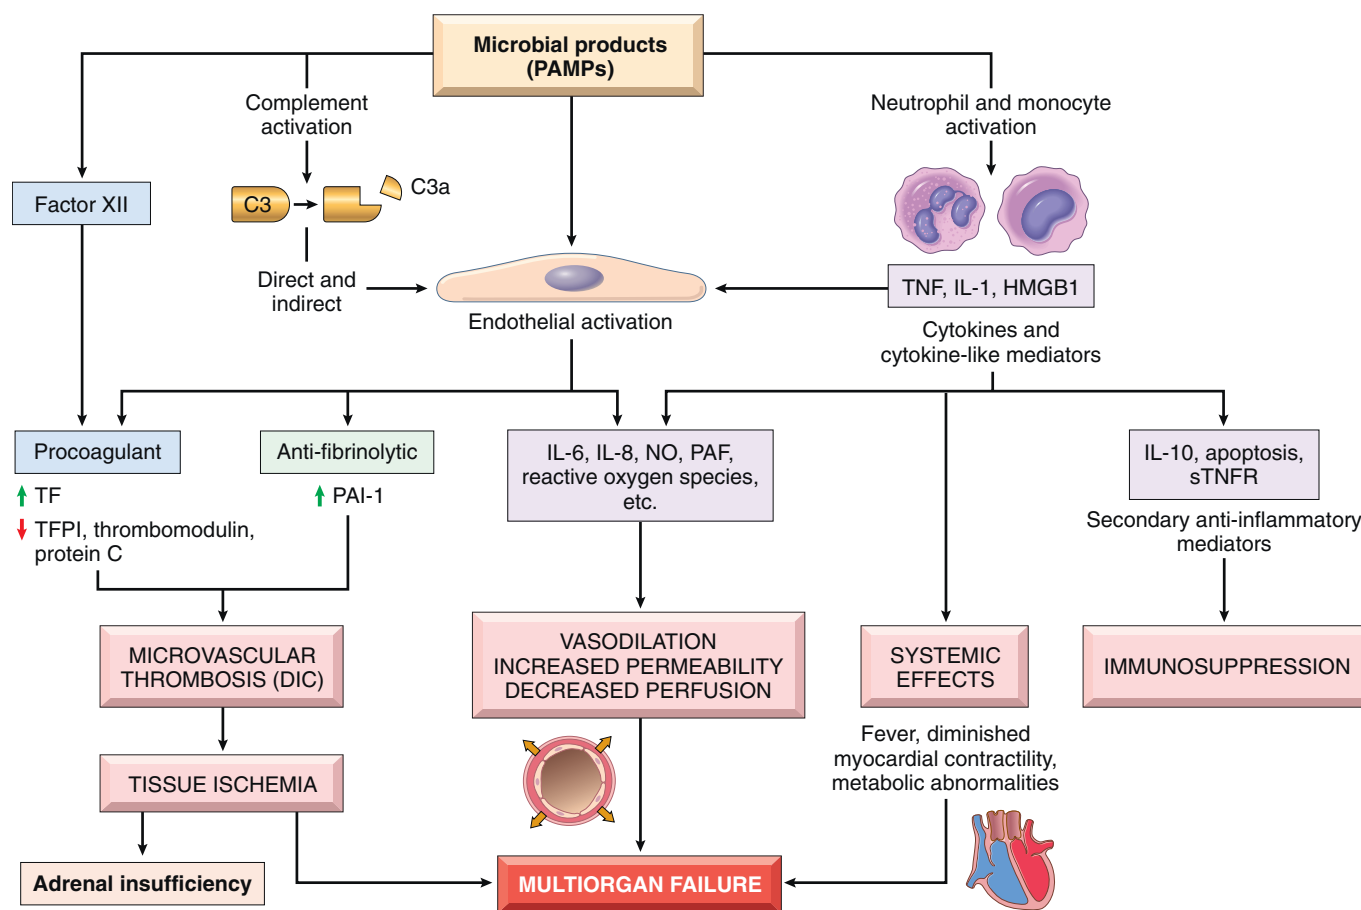 Microbial products
(PAMPs)
Complement
activation
Neutrophil and monocyte
activation
Factor XII
C3
C3a
Direct and
indirect
TNF, IL-1, HMGB1
Endothelial activation
Cytokines and
cytokine-like mediators
Procoagulant
Anti-fibrinolytic
IL-6, IL-8, NO, PAF,
reactive oxygen species,
etc.
IL-10, apoptosis,
sTNFR
TF
PAI-1
TFPI, thrombomodulin,
protein C
Secondary anti-inflammatory
mediators
MICROVASCULAR
THROMBOSIS (DIC)
VASODILATION
INCREASED PERMEABILITY
DECREASED PERFUSION
SYSTEMIC
EFFECTS
IMMUNOSUPPRESSION
Fever, diminished
myocardial contractility,
metabolic abnormalities
TISSUE ISCHEMIA
Adrenal insufficiency
MULTIORGAN FAILURE